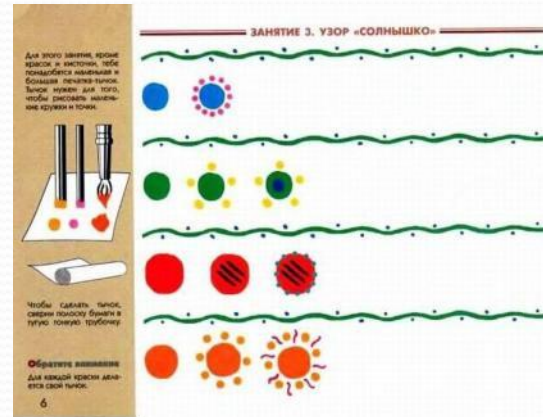 ЗАНЯТИЕ 3. УЗОР «СОЛНЫШКО»
Для этого занятия, кроме
красок и кисточки, тебе
понадобятся маленькая и
большая печатка-тычок.
Тычок нужен для того,
чтобы рисовать малень-
кие кружки и точки.
Чтобы сделать тычок,
сверни полоску бумаги в
тугую тонкую трубочку.
Обратите внимание
Для каждой краски дела-
ется свой тычок.
6